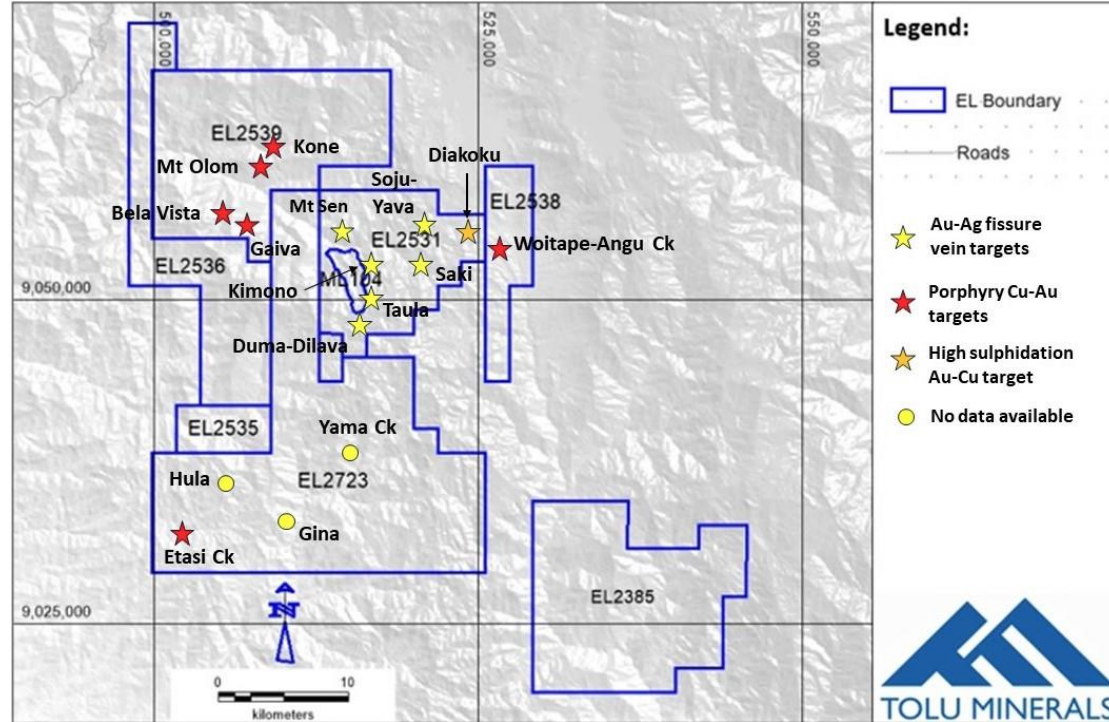 500,000
525,000
550,000
Legend:
EL Boundary
Roads
Au-Ag fissure
vein targets
Porphyry Cu-Au
targets
High sulphidation
Au-Cu target
No data available
EL2539
Kone
Mt Olom
Diakoku
Soju-
Yava
Mt Sen
EL2538
Bela Vista
EL2531
Gaiva
Woitape-Angu Ck
EL2536
Saki
ML104
Kimono
9,050,000
Taula
Duma-Dilava
EL2535
Yama Ck
Hula
EL2723
Gina
Etasi Ck
EL2385
N
9,025,000
0 10
kilometers
TOLU MINERALS